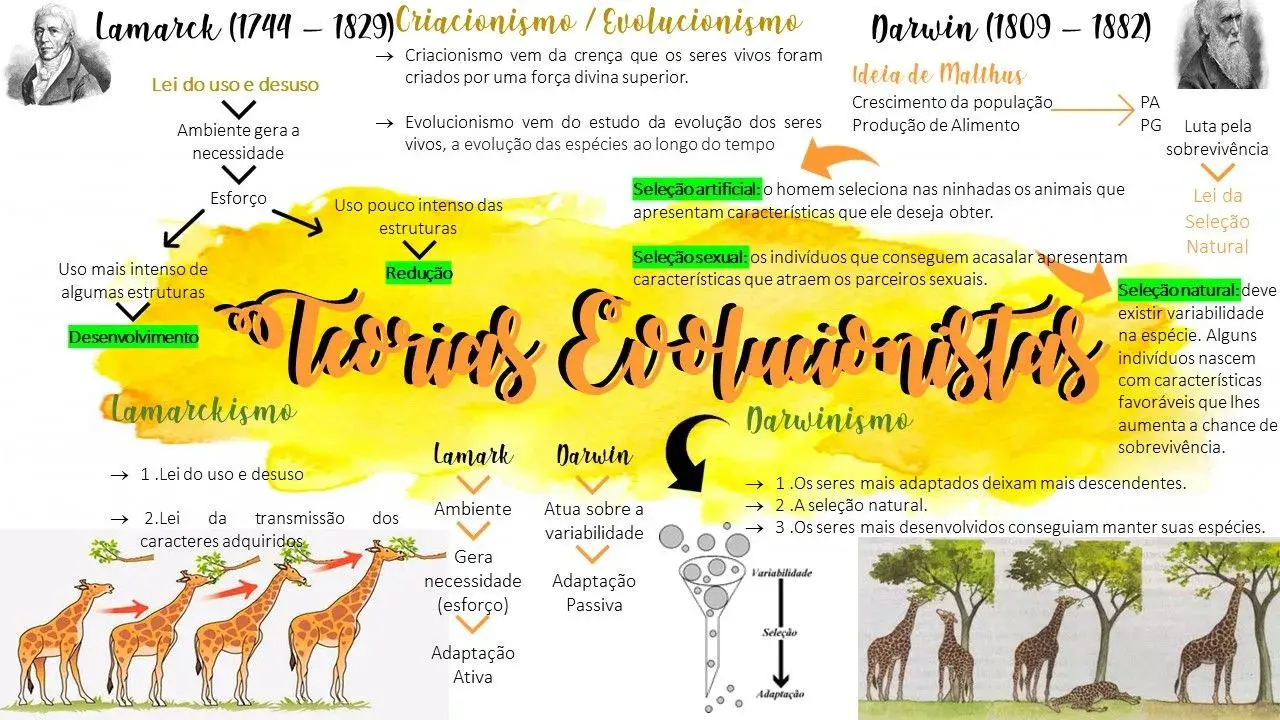 Lamarck (1744 – 1829)
Lei do uso e desuso
Ambiente gera a
necessidade
Esforço
Uso mais intenso de
algumas estruturas
Desenvolvimento
Uso pouco intenso das
estruturas
Redução
Criacionismo / Evolucionismo
→ Criacionismo vem da crença que os seres vivos foram
criados por uma força divina superior.
→ Evolucionismo vem do estudo da evolução dos seres
vivos, a evolução das espécies ao longo do tempo
Darwin (1809 – 1882)
Ideia de Malthus
Crescimento da população
Produção de Alimento
PA
PG
Luta pela
sobrevivência
Lei da
Seleção
Natural
Seleção artificial: o homem seleciona nas ninhadas os animais que
apresentam características que ele deseja obter.
Seleção sexual: os indivíduos que conseguem acasalar apresentam
características que atraem os parceiros sexuais.
Seleção natural: deve
existir variabilidade
na espécie. Alguns
indivíduos nascem
com características
favoráveis que lhes
aumenta a chance de
sobrevivência.
Teorias Evolucionistas
Lamarckismo
→ 1 .Lei do uso e desuso
→ 2.Lei da transmissão dos
caracteres adquiridos
Lamark
Ambiente
Gera
necessidade
(esforço)
Adaptação
Ativa
Darwin
Atua sobre a
variabilidade
Adaptação
Passiva
Darwinismo
→ 1 .Os seres mais adaptados deixam mais descendentes.
→ 2 .A seleção natural.
→ 3 .Os seres mais desenvolvidos conseguiam manter suas espécies.
Variabilidade
Seleção
Adaptação